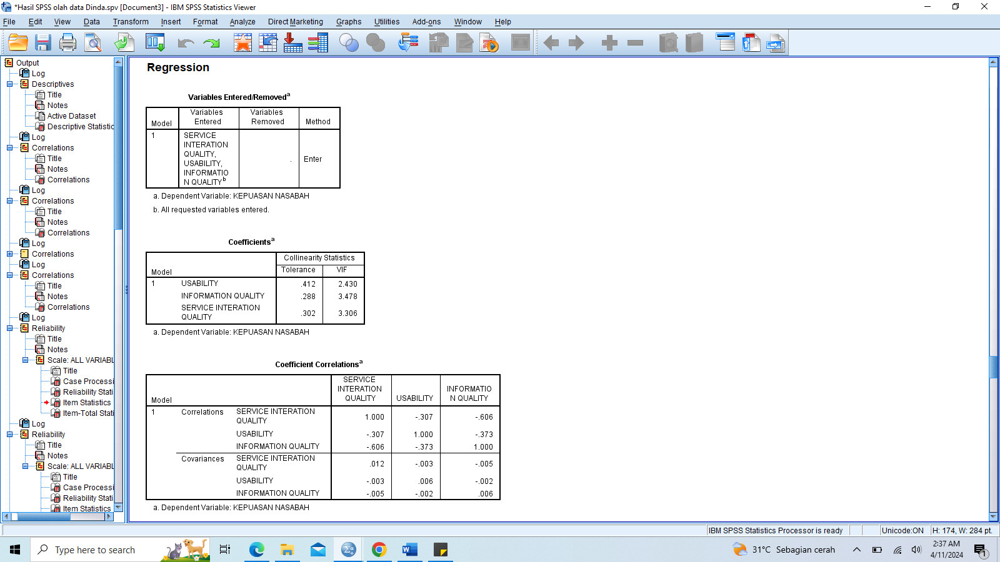 *Hasil SPSS olah data Dinda.spv [Document3] - IBM SPSS Statistics Viewer
File Edit View Data Transform Insert Format Analyze Direct Marketing Graphs Utilities Add-ons Window Help
Output
Log
Descriptives
Title
Notes
Active Dataset
Descriptive Statistic
Log
Correlations
Title
Notes
Correlations
Log
Correlations
Title
Notes
Correlations
Log
Correlations
Log
Correlations
Title
Notes
Correlations
Log
Reliability
Title
Notes
Scale: ALL VARIABL
Title
Case Processi
Reliability Stati
Item Statistics
Item-Total Stati
Log
Reliability
Title
Notes
Scale: ALL VARIABL
Title
Case Processi
Reliability Stati
Item Statistics
Regression
Variables Entered/Removedª
Model Variables Entered Variables Removed Method
1 SERVICE
INTERATION
QUALITY,
USABILITY,
INFORMATIO
N QUALITYᵇ . Enter
a. Dependent Variable: KEPUASAN NASABAH
b. All requested variables entered.
Coefficientsª
Collinearity Statistics
Model Tolerance VIF
1 USABILITY .412 2.430
INFORMATION QUALITY .288 3.478
SERVICE INTERATION
QUALITY .302 3.306
a. Dependent Variable: KEPUASAN NASABAH
Coefficient Correlationsª
Model SERVICE INTERATION QUALITY USABILITY INFORMATIO N QUALITY
1 Correlations SERVICE INTERATION
QUALITY 1.000 -.307 -.606
USABILITY -.307 1.000 -.373
INFORMATION QUALITY -.606 -.373 1.000
Covariances SERVICE INTERATION
QUALITY .012 -.003 -.005
USABILITY -.003 .006 -.002
INFORMATION QUALITY -.005 -.002 .006
a. Dependent Variable: KEPUASAN NASABAH
IBM SPSS Statistics Processor is ready Unicode:ON H: 174, W: 284 pt.
Type here to search
31°C Sebagian cerah
2:37 AM
4/11/2024
1